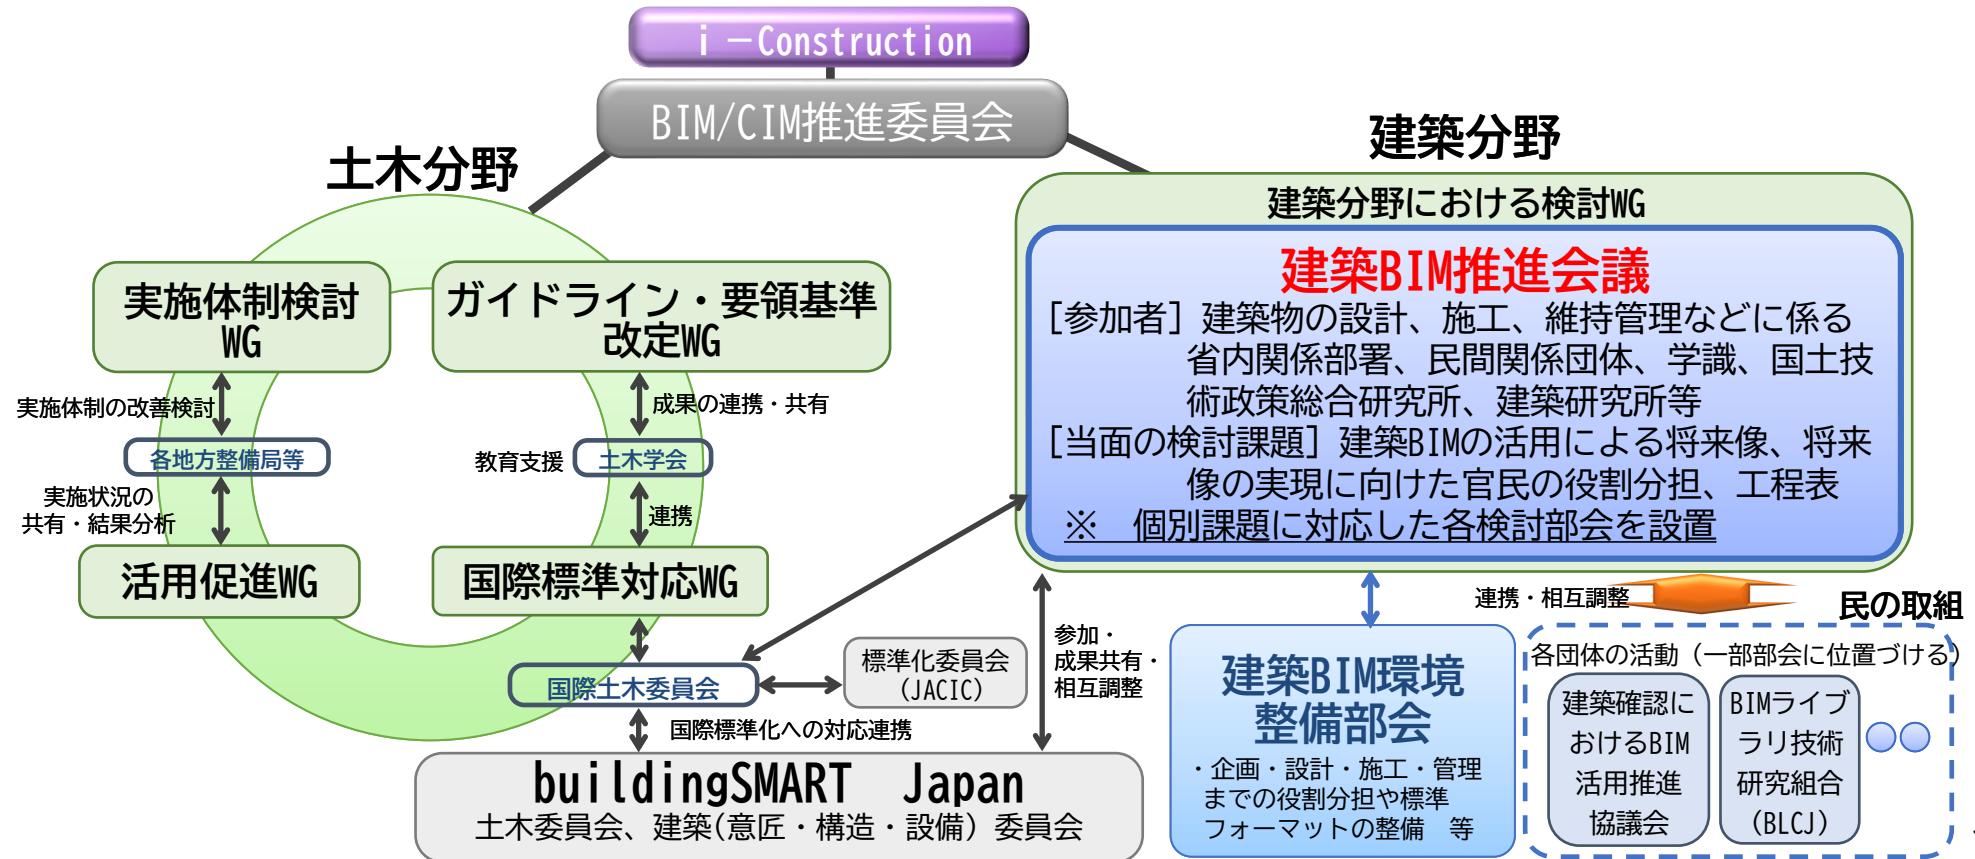 i－Construction
BIM/CIM推進委員会
土木分野
実施体制検討
WG
ガイドライン・要領基準
改定WG
実施体制の改善検討
成果の連携・共有
各地方整備局等
教育支援
土木学会
実施状況の
共有・結果分析
連携
活用促進WG
国際標準対応WG
国際土木委員会
標準化委員会
（JACIC）
国際標準化への対応連携
buildingSMART　Japan
土木委員会、建築(意匠・構造・設備）委員会
建築分野
建築分野における検討WG
建築BIM推進会議
［参加者］建築物の設計、施工、維持管理などに係る
省内関係部署、民間関係団体、学識、国土技
術政策総合研究所、建築研究所等
［当面の検討課題］建築BIMの活用による将来像、将来
像の実現に向けた官民の役割分担、工程表
※　個別課題に対応した各検討部会を設置
参加・
成果共有・
相互調整
連携・相互調整
民の取組
建築BIM環境
整備部会
・企画・設計・施工・管理
までの役割分担や標準
フォーマットの整備　等
各団体の活動（一部部会に位置づける）
建築確認に
おけるBIM
活用推進
協議会
BIMライブ
ラリ技術
研究組合
（BLCJ）